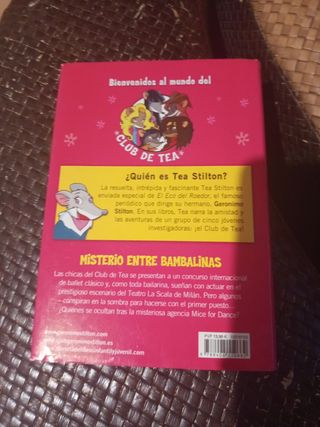 Bienvenidos al mundo del
CLUB DE TEA
¿Quién es Tea Stilton?
La resuelta, intrépida y fascinante Tea Stilton es
enviada especial de El Eco del Roedor, el famoso
periódico que dirige su hermano, Geronimo
Stilton. En sus libros, Tea narra la amistad y
las aventuras de un grupo de cinco jóvenes
investigadoras: ¡el Club de Tea!
MISTERIO ENTRE BAMBALINAS
Las chicas del Club de Tea se presentan a un concurso internacional
de ballet clásico y, como toda bailarina, sueñan con actuar en el
prestigioso escenario del Teatro La Scala de Milán. Pero algunos
conspiran en la sombra para hacerse con el primer puesto...
¿Quiénes se ocultan tras la misteriosa agencia Mice for Dance?